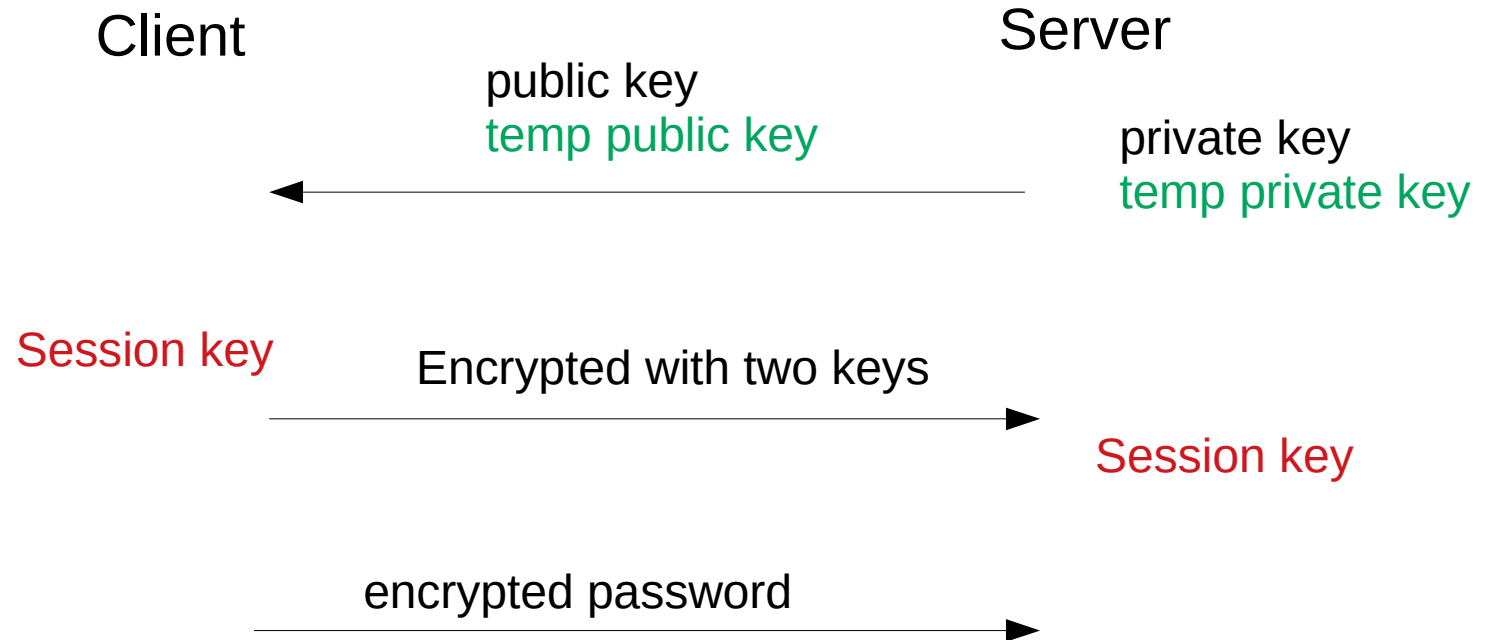 Client
Server
public key
temp public key
private key
temp private key
Session key
Encrypted with two keys
Session key
encrypted password